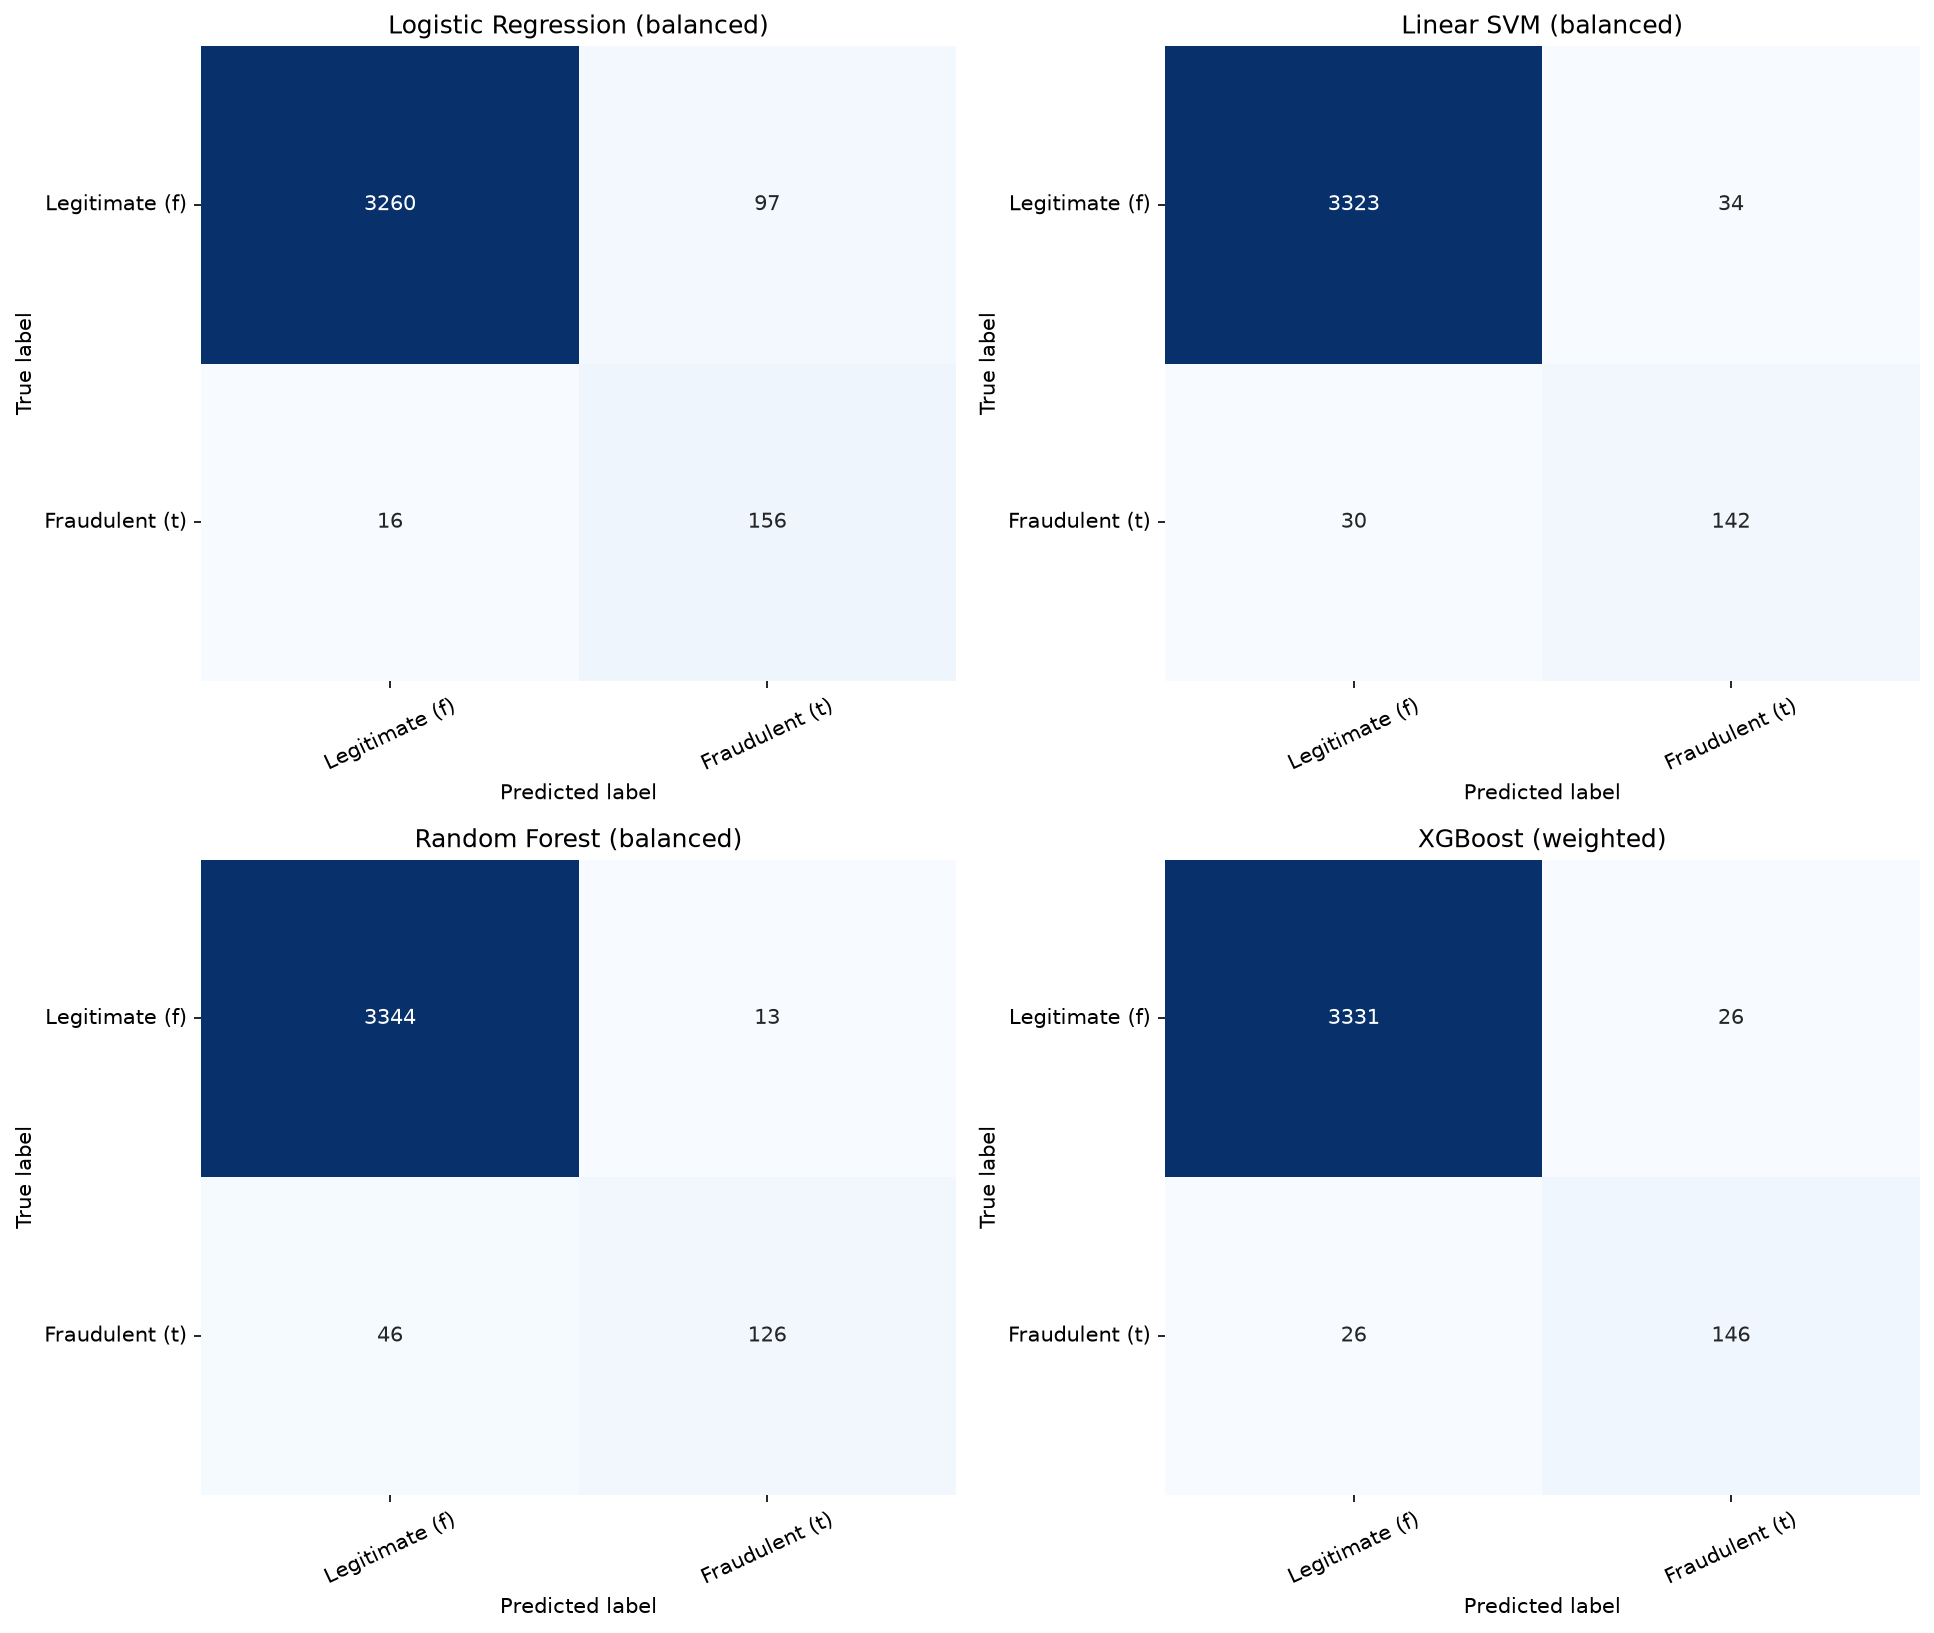 Logistic Regression (balanced)
True label
Legitimate (f)
3260
97
Fraudulent (t)
16
156
Legitimate (f)
Fraudulent (t)
Predicted label
Linear SVM (balanced)
True label
Legitimate (f)
3323
34
Fraudulent (t)
30
142
Legitimate (f)
Fraudulent (t)
Predicted label
Random Forest (balanced)
True label
Legitimate (f)
3344
13
Fraudulent (t)
46
126
Legitimate (f)
Fraudulent (t)
Predicted label
XGBoost (weighted)
True label
Legitimate (f)
3331
26
Fraudulent (t)
26
146
Legitimate (f)
Fraudulent (t)
Predicted label